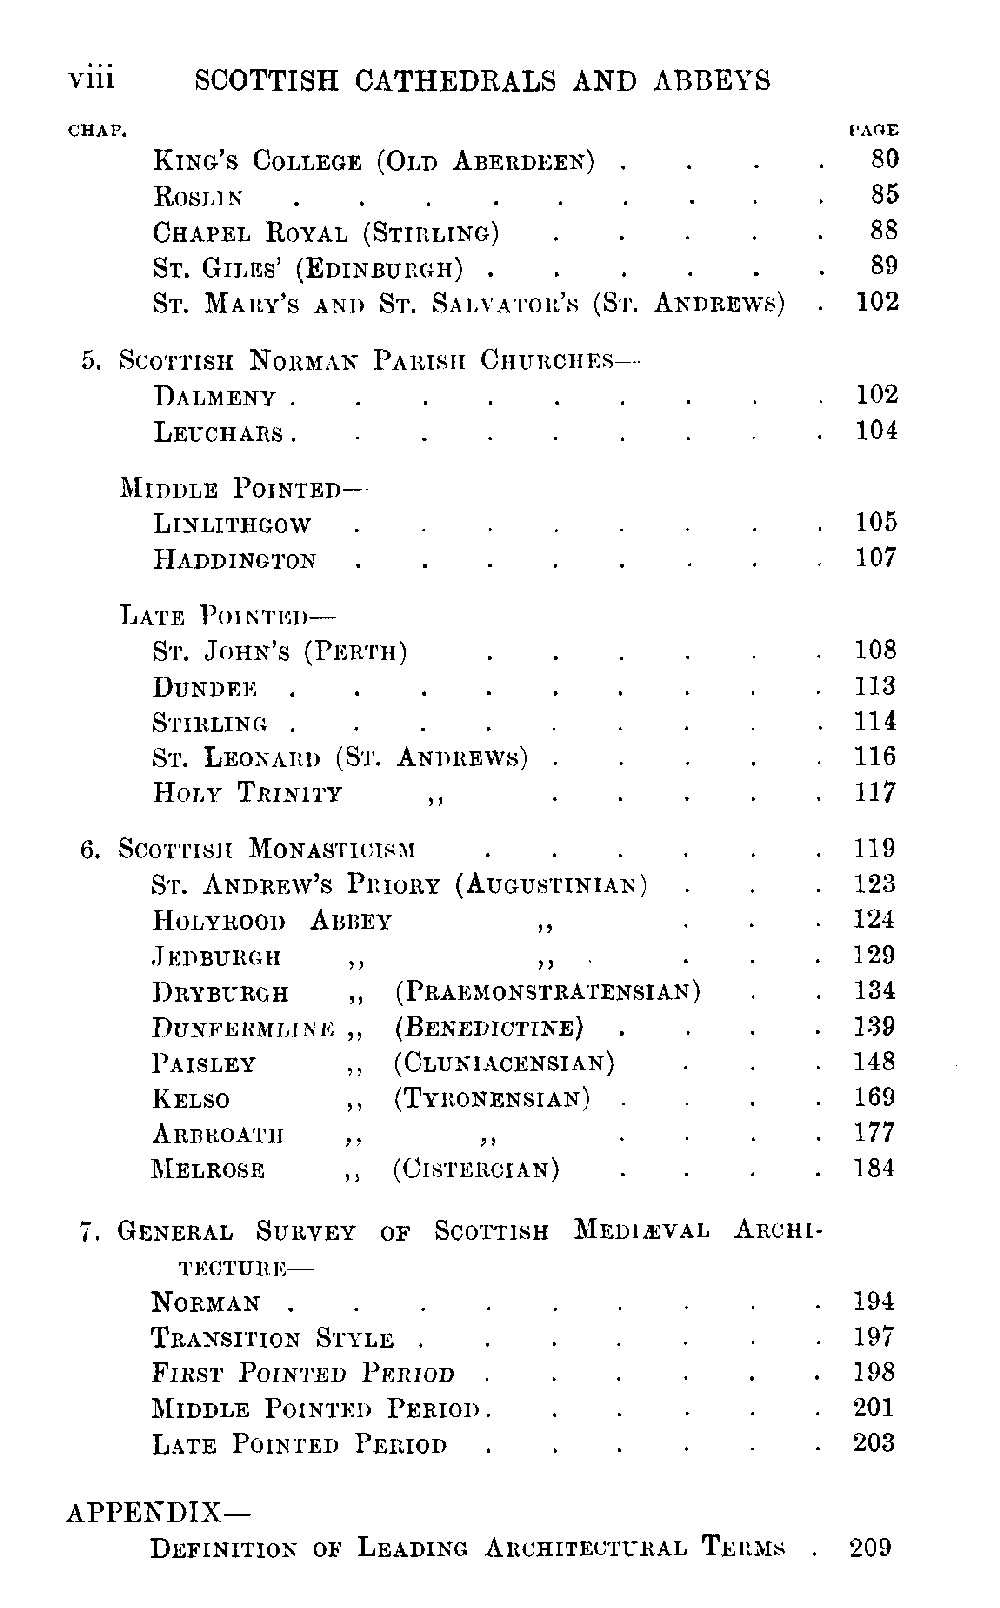 viii SCOTTISH CATHEDRALS AND ABBEYS
CHAP. PAGE
KING'S COLLEGE (OLD ABERDEEN) . . . . 80
ROSLIN . . . . . . . . . 85
CHAPEL ROYAL (STIRLING) . . . . . 88
ST. GILES' (EDINBURGH) . . . . . . 89
ST. MARY'S AND ST. SALVATOR'S (ST. ANDREWS) . 102
5. SCOTTISH NORMAN PARISH CHURCHES—
DALMENY . . . . . . . . . 102
LEUCHARS . . . . . . . . . 104
MIDDLE POINTED—
LINLITHGOW . . . . . . . . 105
HADDINGTON . . . . . . . . 107
LATE POINTED—
ST. JOHN'S (PERTH) . . . . . . 108
DUNDEE . . . . . . . . . 113
STIRLING . . . . . . . . . 114
ST. LEONARD (ST. ANDREWS) . . . . . 116
HOLY TRINITY ,, . . . . . 117
6. SCOTTISH MONASTICISM . . . . . . 119
ST. ANDREW'S PRIORY (AUGUSTINIAN) . . . 123
HOLYROOD ABBEY ,, . . . 124
JEDBURGH ,, ,, . . . . 129
DRYBURGH ,, (PRAEMONSTRATENSIAN) . . 134
DUNFERMLINE ,, (BENEDICTINE) . . . . 139
PAISLEY ,, (CLUNIACENSIAN) . . . 148
KELSO ,, (TYRONENSIAN) . . . . 169
ARBROATH ,, ,, . . . . 177
MELROSE ,, (CISTERCIAN) . . . . 184
7. GENERAL SURVEY OF SCOTTISH MEDIÆVAL ARCHI-
TECTURE—
NORMAN . . . . . . . . . 194
TRANSITION STYLE . . . . . . . 197
FIRST POINTED PERIOD . . . . . . 198
MIDDLE POINTED PERIOD . . . . . . 201
LATE POINTED PERIOD . . . . . . 203
APPENDIX—
DEFINITION OF LEADING ARCHITECTURAL TERMS . 209